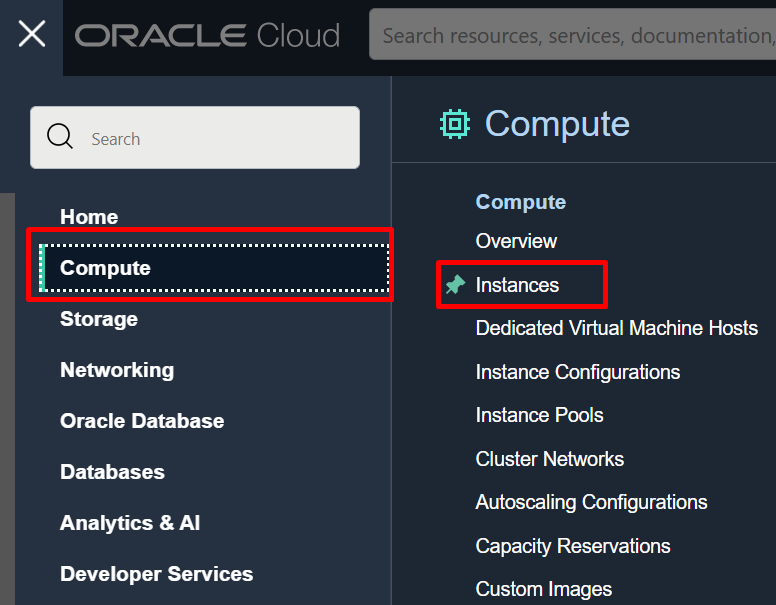 ORACLE Cloud
Search resources, services, documentation,
Search
Home
Compute
Storage
Networking
Oracle Database
Databases
Analytics & AI
Developer Services
Compute
Compute
Overview
Instances
Dedicated Virtual Machine Hosts
Instance Configurations
Instance Pools
Cluster Networks
Autoscaling Configurations
Capacity Reservations
Custom Images